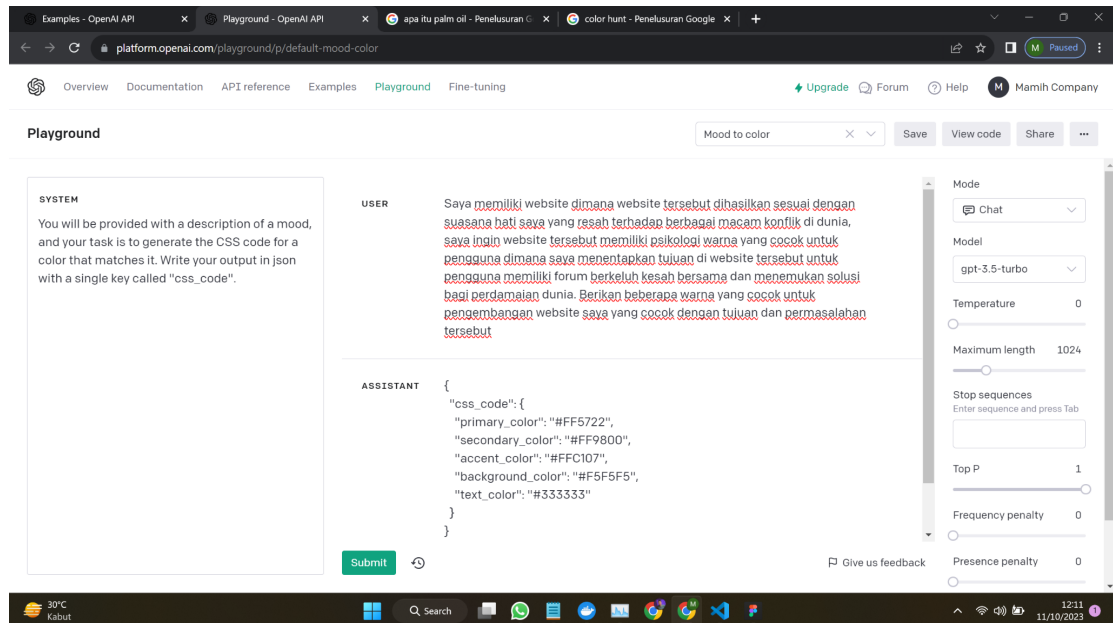 Examples - OpenAI API
Playground - OpenAI API
apa itu palm oil - Penelusuran G
color hunt - Penelusuran Google
platform.openai.com/playground/p/default-mood-color
M Paused
Overview Documentation API reference Examples Playground Fine-tuning
Upgrade Forum Help M Mamih Company
Playground
Mood to color
Save View code Share ...
SYSTEM
You will be provided with a description of a mood,
and your task is to generate the CSS code for a
color that matches it. Write your output in json
with a single key called "css_code".
USER
Saya memiliki website dimana website tersebut dihasilkan sesuai dengan
suasana hati saya yang resah terhadap berbagai macam konflik di dunia,
saya ingin website tersebut memiliki psikologi warna yang cocok untuk
pengguna dimana saya menentapkan tujuan di website tersebut untuk
pengguna memiliki forum berkeluh kesah bersama dan menemukan solusi
bagi perdamaian dunia. Berikan beberapa warna yang cocok untuk
pengembangan website saya yang cocok dengan tujuan dan permasalahan
tersebut
ASSISTANT
{
"css_code": {
"primary_color": "#FF5722",
"secondary_color": "#FF9800",
"accent_color": "#FFC107",
"background_color": "#F5F5F5",
"text_color": "#333333"
}
}
Submit
Give us feedback
Mode
Chat
Model
gpt-3.5-turbo
Temperature 0
Maximum length 1024
Stop sequences
Enter sequence and press Tab
Top P 1
Frequency penalty 0
Presence penalty 0
30°C
Kabut
Search
12:11
11/10/2023
1